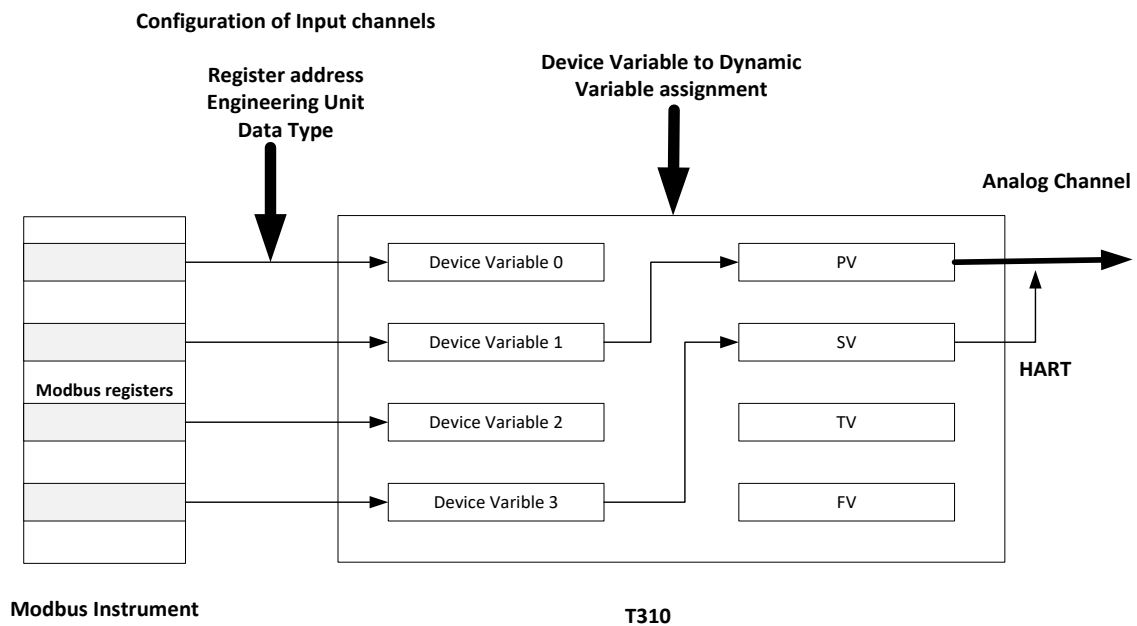 Configuration of Input channels
Register address
Engineering Unit
Data Type
Device Variable to Dynamic
Variable assignment
Analog Channel
Device Variable 0
PV
Device Variable 1
SV
HART
Modbus registers
Device Variable 2
TV
Device Varible 3
FV
Modbus Instrument
T310